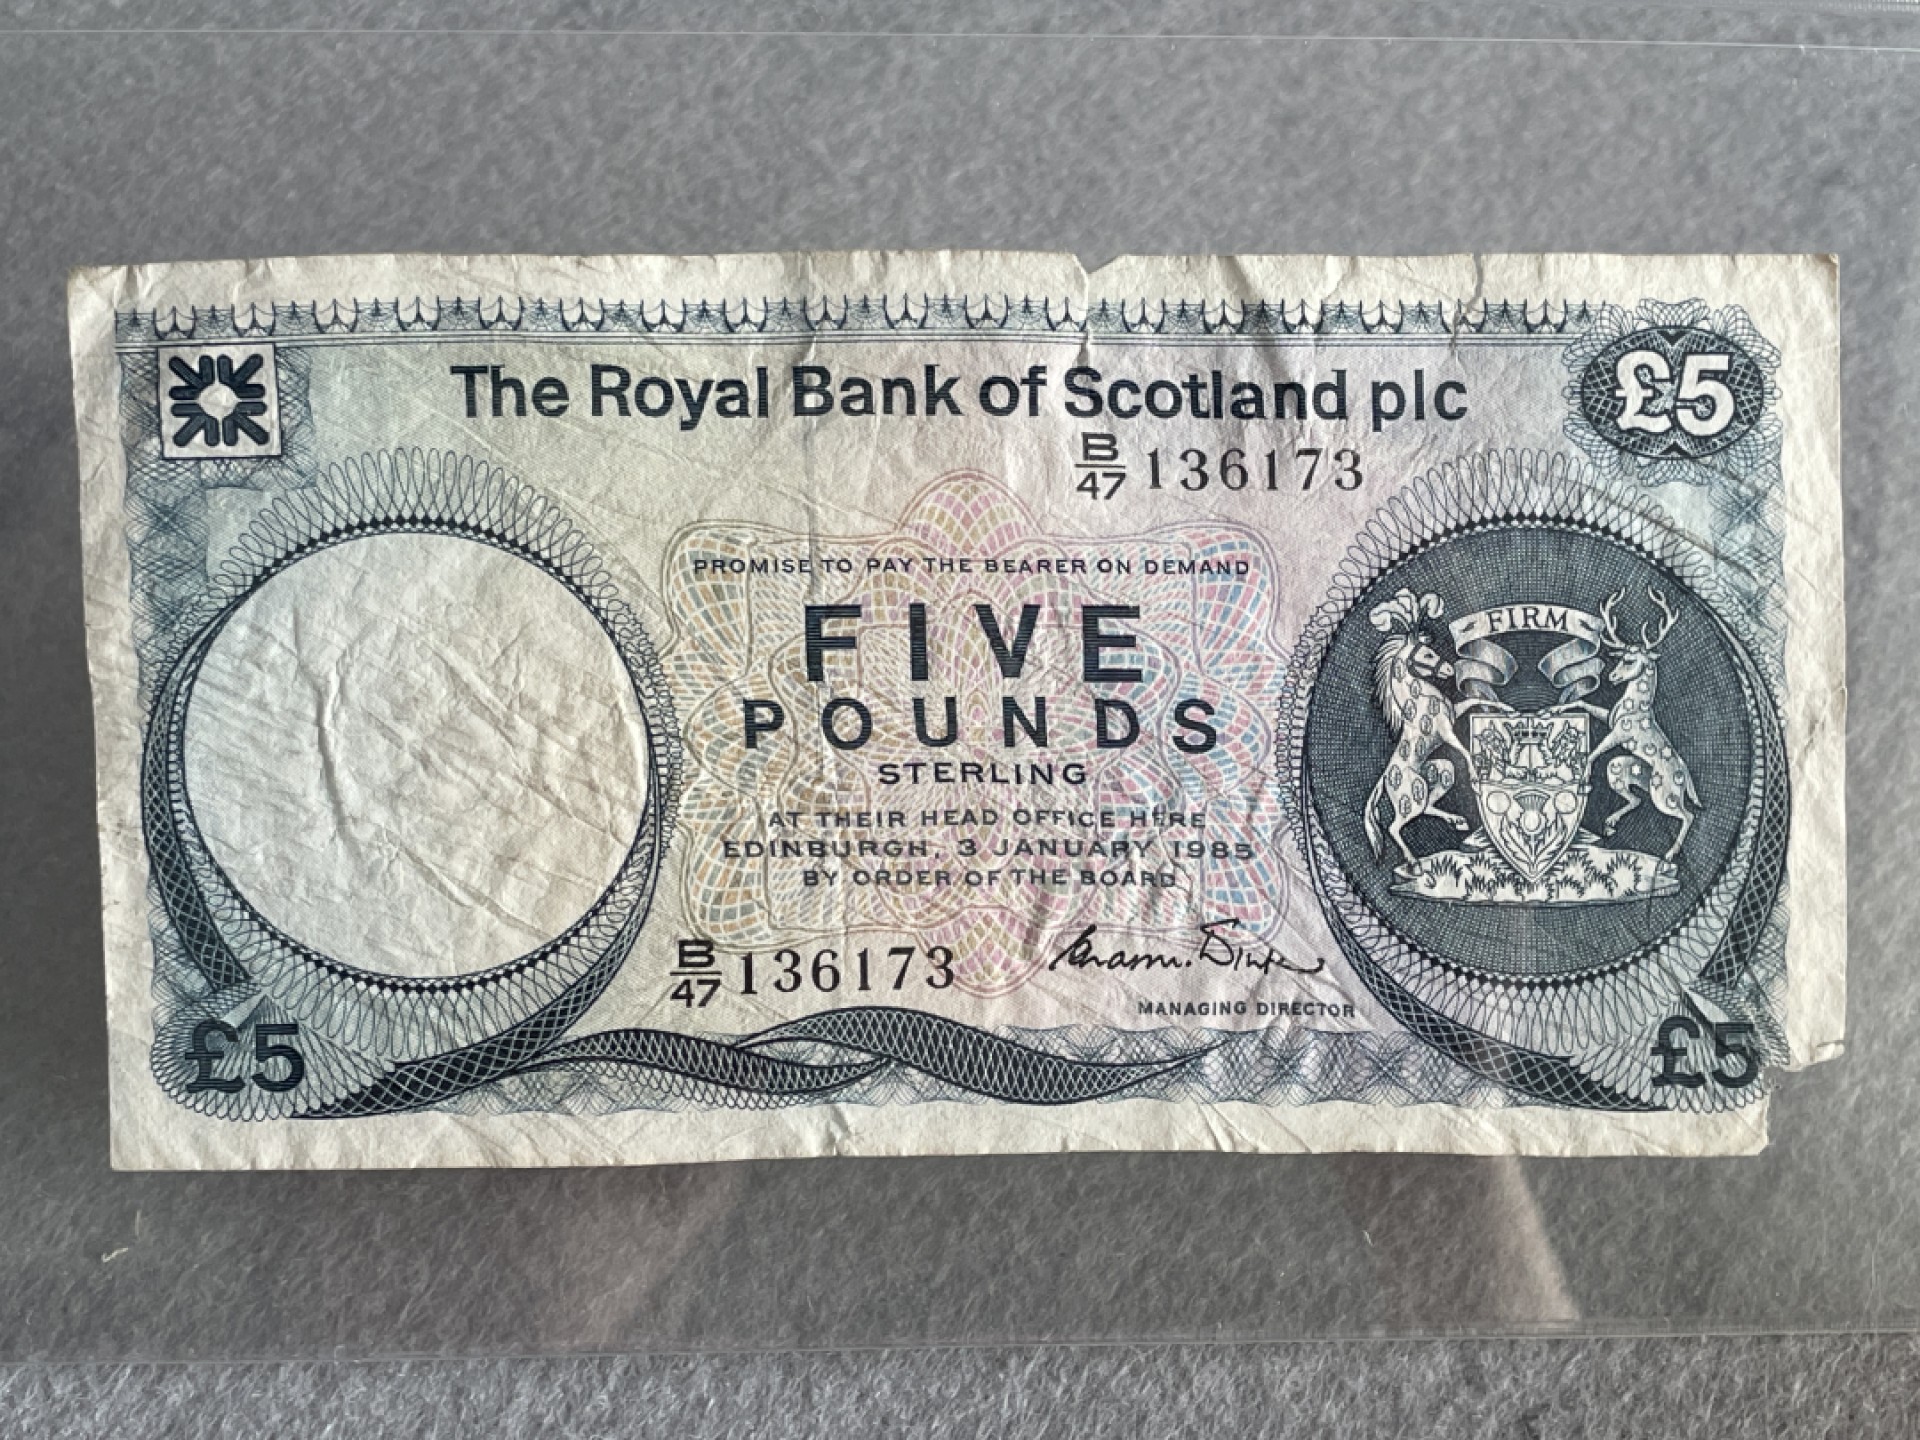 The Royal Bank of Scotland plc
£5
B/47 136173
PROMISE TO PAY THE BEARER ON DEMAND
FIVE
POUNDS
STERLING
AT THEIR HEAD OFFICE HERE
EDINBURGH, 3 JANUARY 1985
BY ORDER OF THE BOARD
FIRM
B/47 136173
MANAGING DIRECTOR
£5
£5